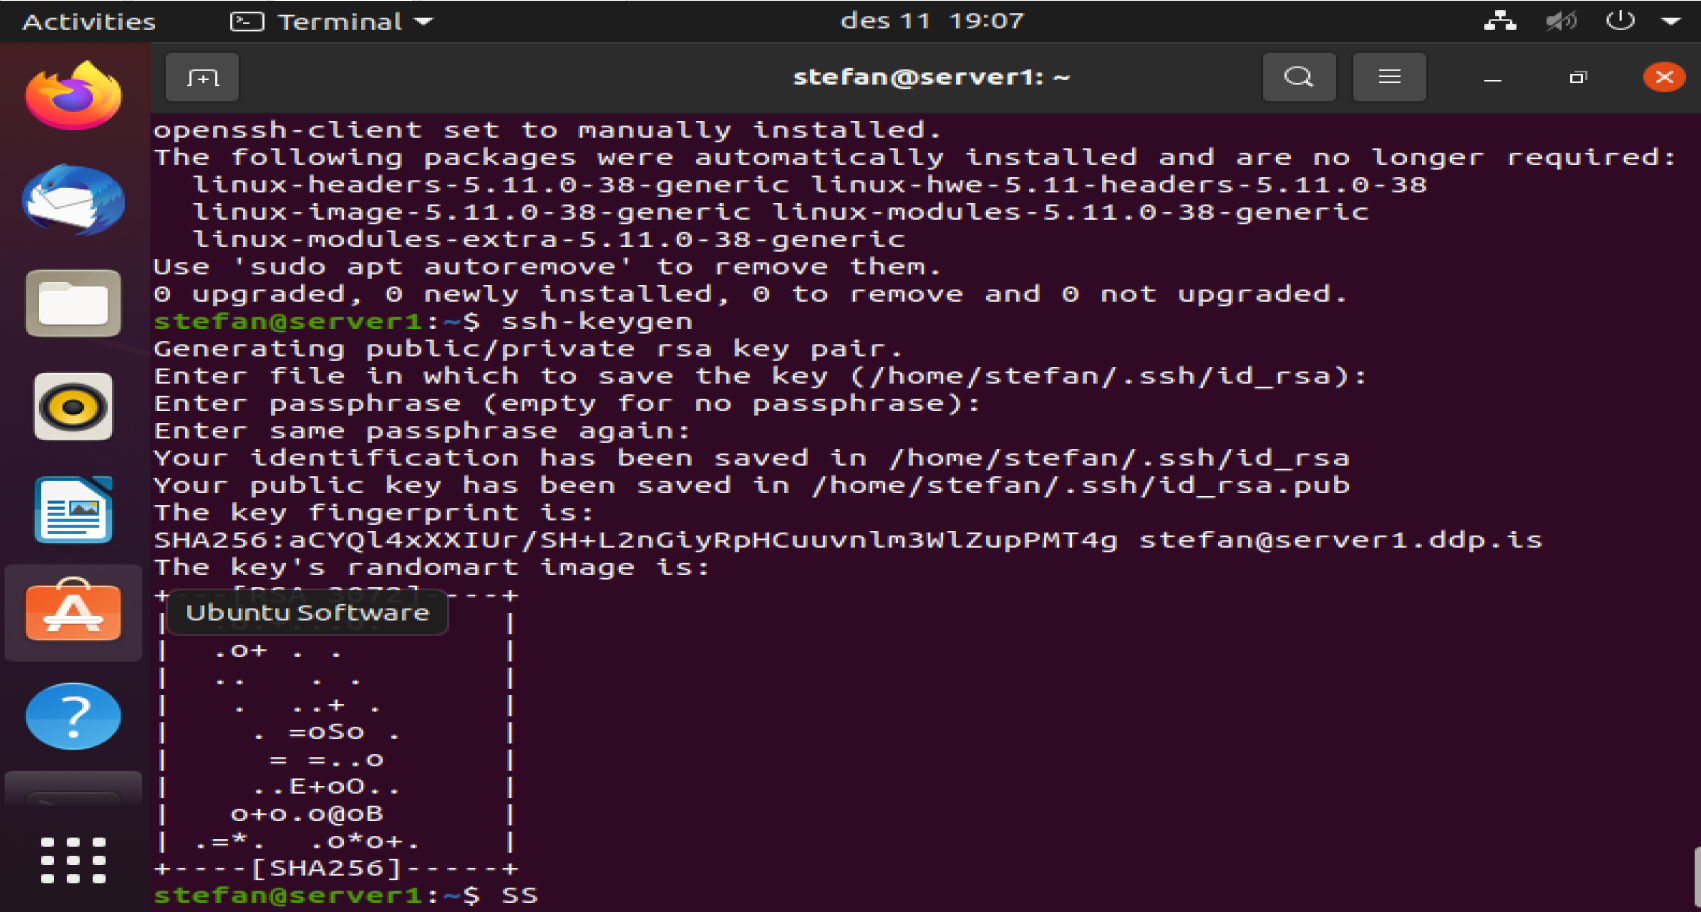 Activities Terminal des 11 19:07
stefan@server1: ~
openssh-client set to manually installed.
The following packages were automatically installed and are no longer required:
  linux-headers-5.11.0-38-generic linux-hwe-5.11-headers-5.11.0-38
  linux-image-5.11.0-38-generic linux-modules-5.11.0-38-generic
  linux-modules-extra-5.11.0-38-generic
Use 'sudo apt autoremove' to remove them.
0 upgraded, 0 newly installed, 0 to remove and 0 not upgraded.
stefan@server1:~$ ssh-keygen
Generating public/private rsa key pair.
Enter file in which to save the key (/home/stefan/.ssh/id_rsa):
Enter passphrase (empty for no passphrase):
Enter same passphrase again:
Your identification has been saved in /home/stefan/.ssh/id_rsa
Your public key has been saved in /home/stefan/.ssh/id_rsa.pub
The key fingerprint is:
SHA256:aCYQl4xXXIUr/SH+L2nGiyRpHCuuvnlm3WlZupPMT4g stefan@server1.ddp.is
The key's randomart image is:
+---[RSA 3072]----+
Ubuntu Software
|  .o+ . .        |
|  ..   . .       |
|   .  ..+ .      |
|    . =oSo .     |
|     = =..o      |
|    ..E+oO..     |
|   o+o.o@oB      |
| .=*.  .o*o+.    |
+----[SHA256]-----+
stefan@server1:~$ SS